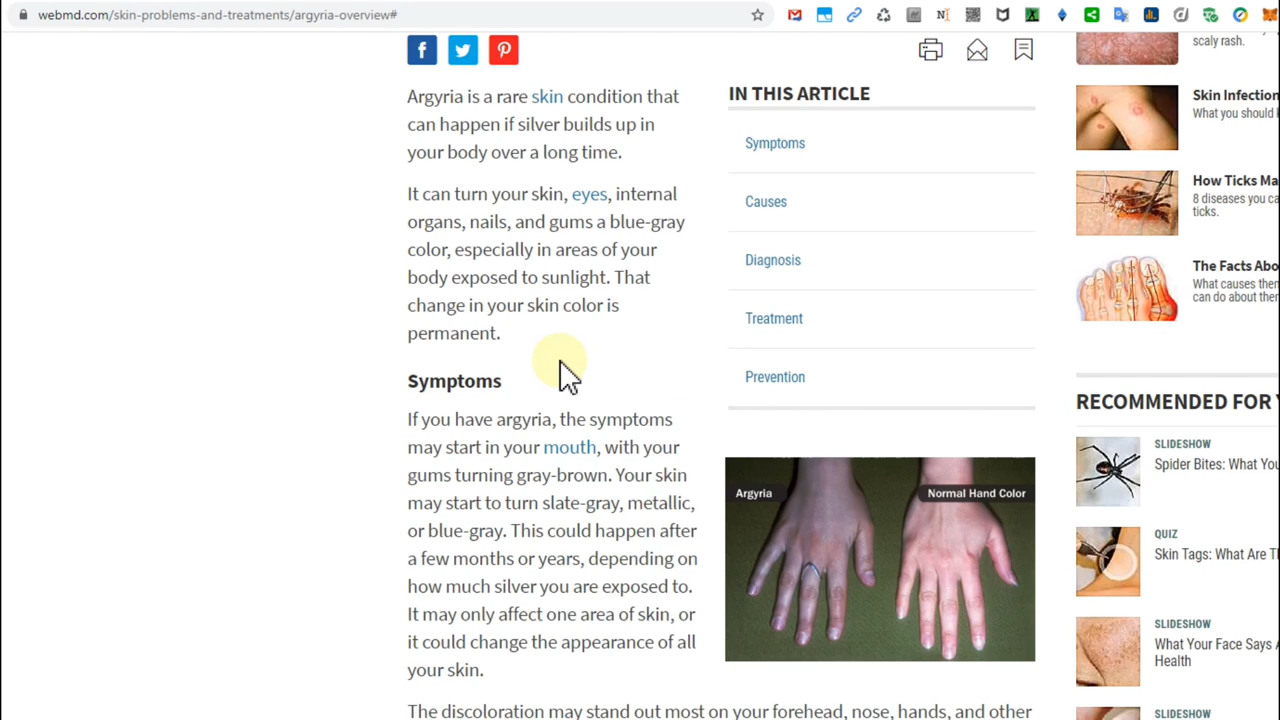 webmd.com/skin-problems-and-treatments/argyria-overview#
Argyria is a rare skin condition that
can happen if silver builds up in
your body over a long time.
It can turn your skin, eyes, internal
organs, nails, and gums a blue-gray
color, especially in areas of your
body exposed to sunlight. That
change in your skin color is
permanent.
Symptoms
If you have argyria, the symptoms
may start in your mouth, with your
gums turning gray-brown. Your skin
may start to turn slate-gray, metallic,
or blue-gray. This could happen after
a few months or years, depending on
how much silver you are exposed to.
It may only affect one area of skin, or
it could change the appearance of all
your skin.
The discoloration may stand out most on your forehead, nose, hands, and other
IN THIS ARTICLE
Symptoms
Causes
Diagnosis
Treatment
Prevention
Argyria
Normal Hand Color
scaly rash.
Skin Infection
What you should
How Ticks Ma
8 diseases you ca
ticks.
The Facts Abo
What causes them
can do about them
RECOMMENDED FOR Y
SLIDESHOW
Spider Bites: What You
QUIZ
Skin Tags: What Are T
SLIDESHOW
What Your Face Says A
Health
SLIDESHOW